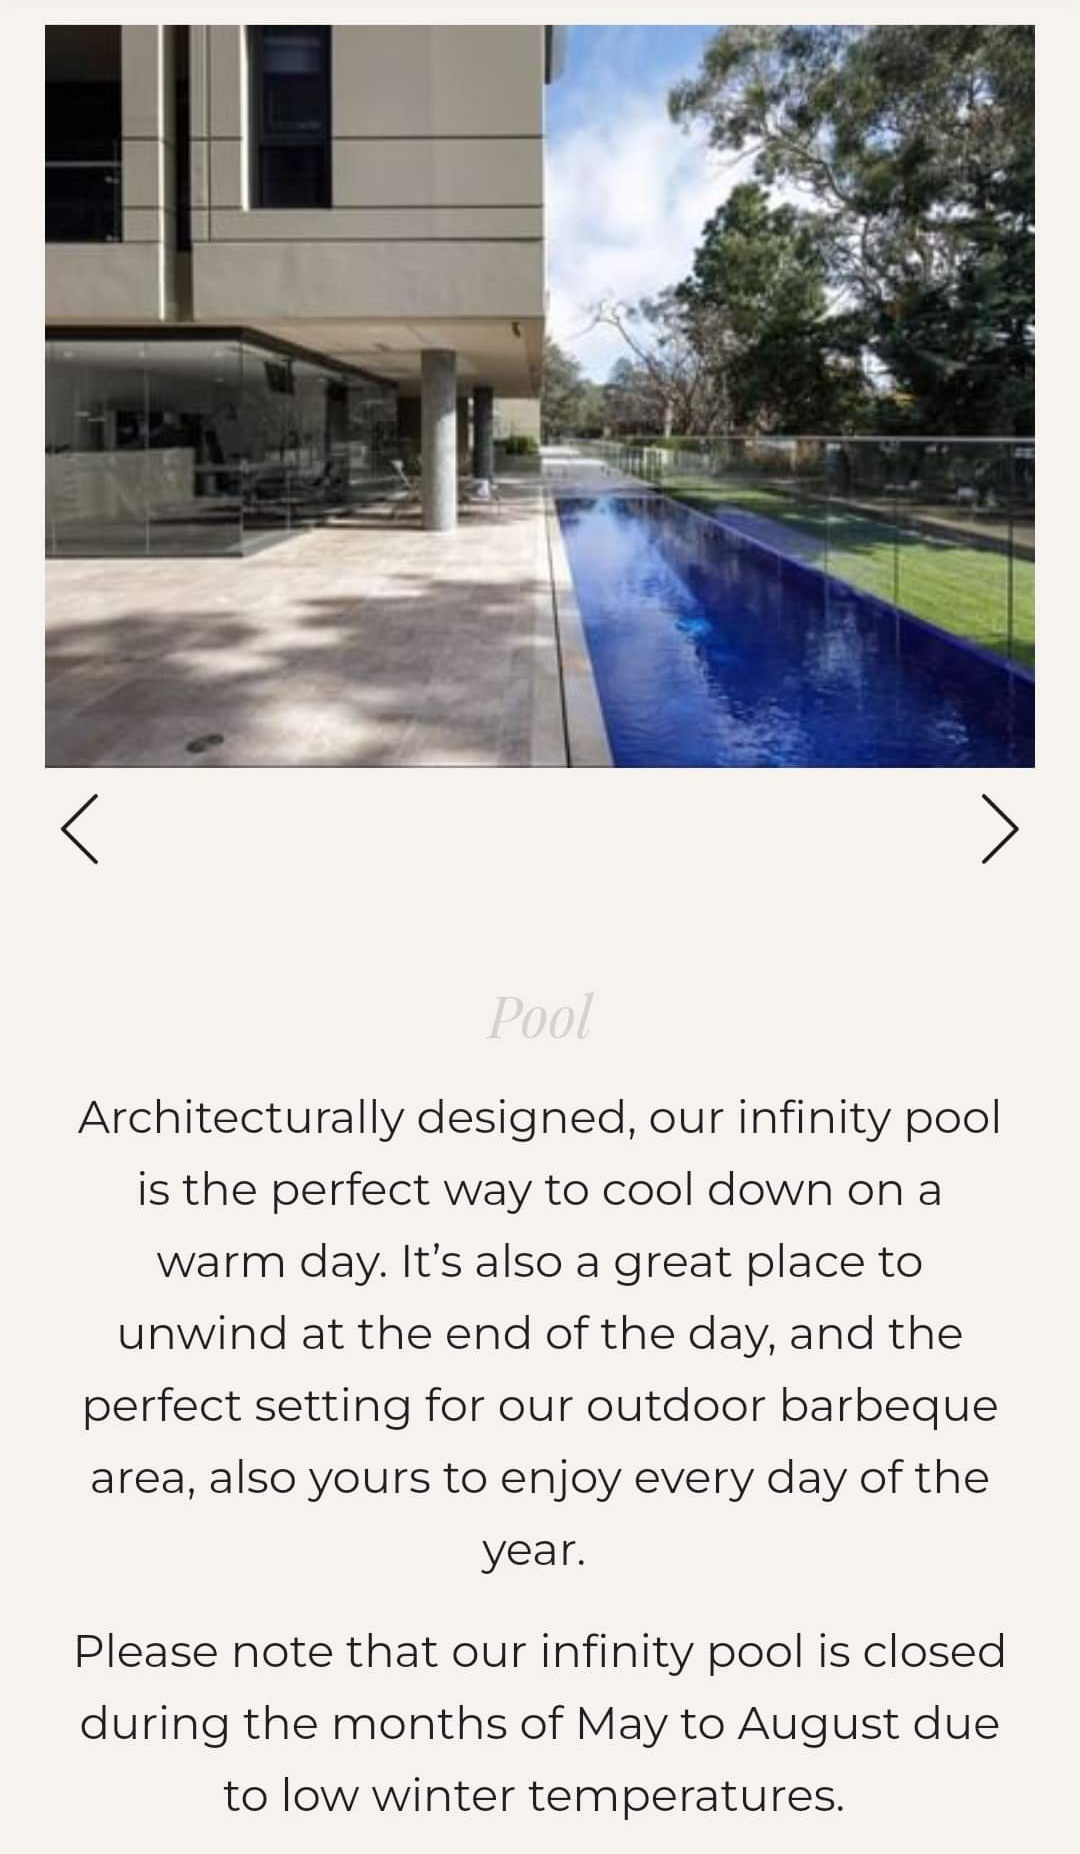 Pool
Architecturally designed, our infinity pool
is the perfect way to cool down on a
warm day. It’s also a great place to
unwind at the end of the day, and the
perfect setting for our outdoor barbeque
area, also yours to enjoy every day of the
year.
Please note that our infinity pool is closed
during the months of May to August due
to low winter temperatures.